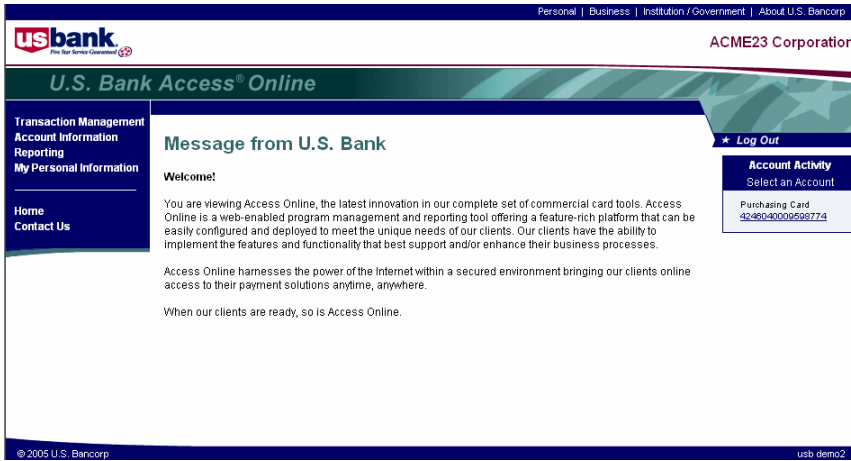 Personal | Business | Institution / Government | About U.S. Bancorp
usbank.
Five Star Service Guaranteed
ACME23 Corporation
U.S. Bank Access® Online
Transaction Management
Account Information
Reporting
My Personal Information
Home
Contact Us
Message from U.S. Bank
Welcome!
You are viewing Access Online, the latest innovation in our complete set of commercial card tools. Access
Online is a web-enabled program management and reporting tool offering a feature-rich platform that can be
easily configured and deployed to meet the unique needs of our clients. Our clients have the ability to
implement the features and functionality that best support and/or enhance their business processes.
Access Online harnesses the power of the Internet within a secured environment bringing our clients online
access to their payment solutions anytime, anywhere.
When our clients are ready, so is Access Online.
Log Out
Account Activity
Select an Account
Purchasing Card
4246040009598774
© 2005 U.S. Bancorp
usb demo2